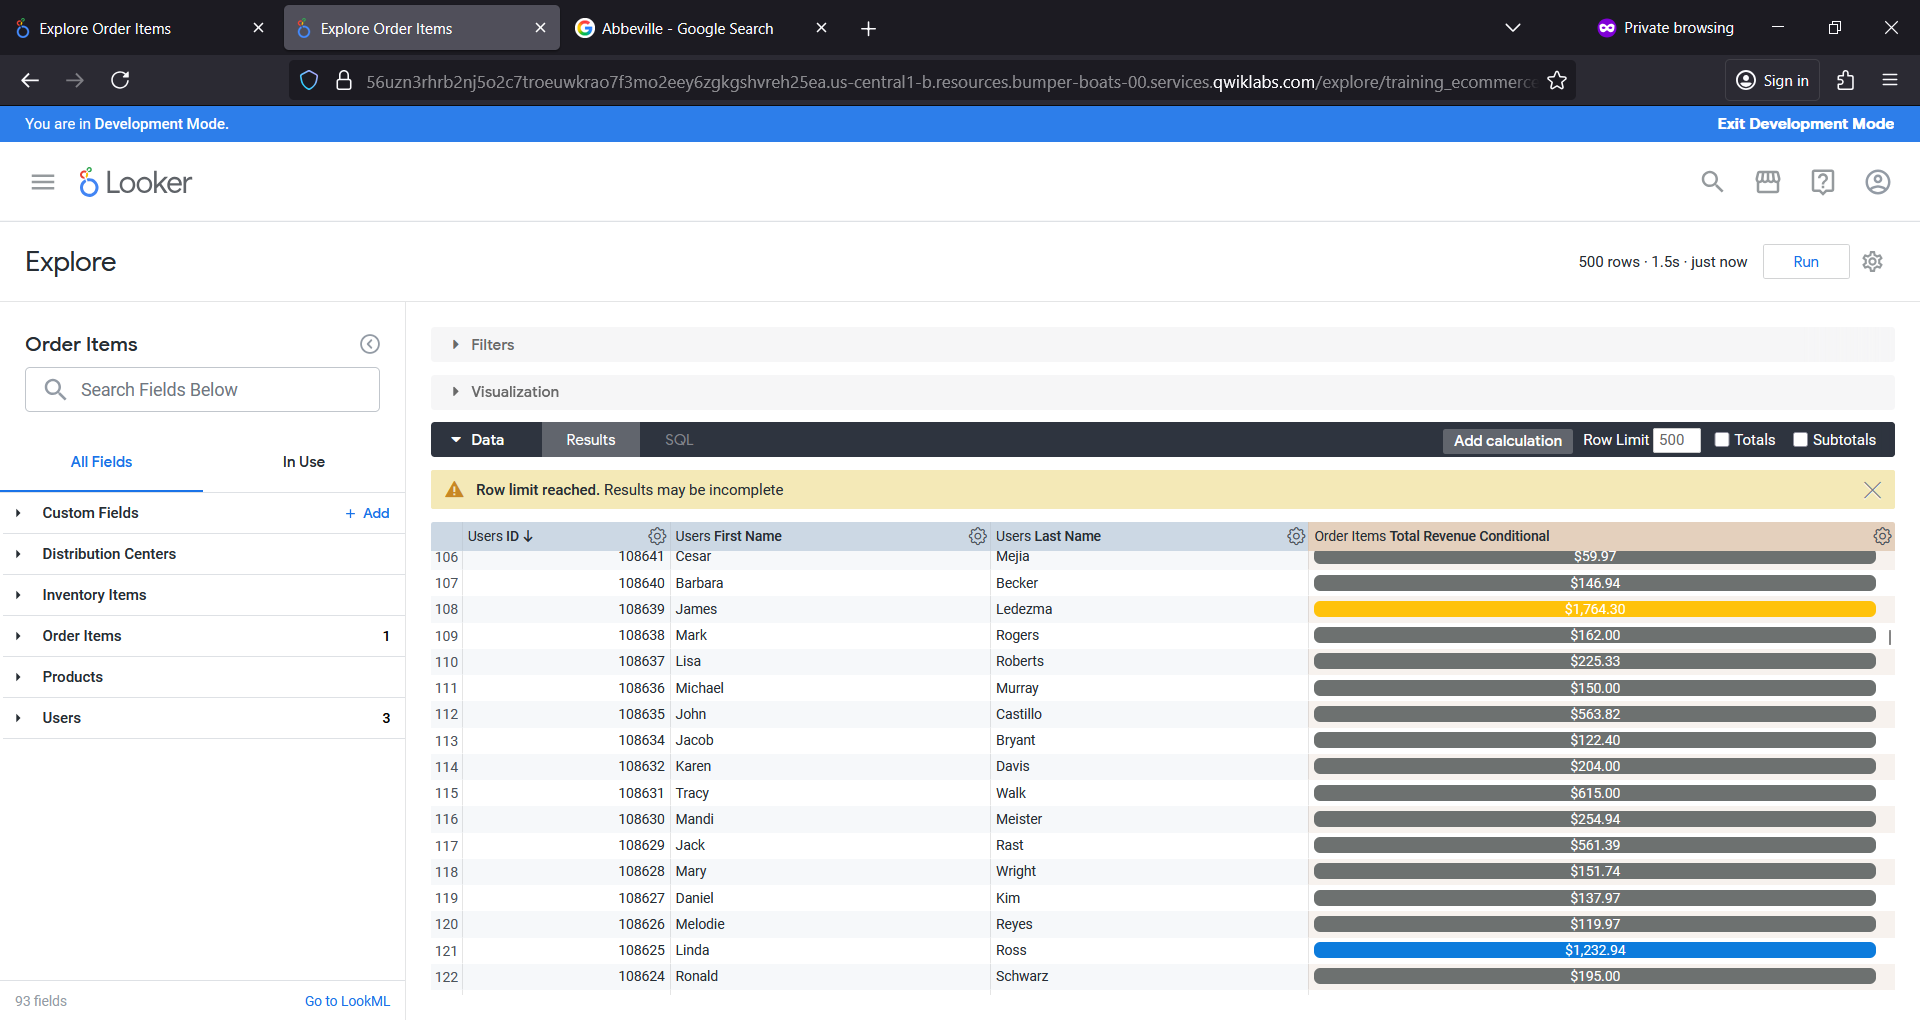 Explore Order Items
Explore Order Items
Abbeville - Google Search
Private browsing
56uzn3rhrb2nj5o2c7troeuwkrao7f3mo2eey6zgkgshvreh25ea.us-central1-b.resources.bumper-boats-00.services.qwiklabs.com/explore/training_ecommerce
Sign in
You are in Development Mode.
Exit Development Mode
Looker
Explore
500 rows · 1.5s · just now
Run
Order Items
Search Fields Below
All Fields
In Use
Custom Fields
+ Add
Distribution Centers
Inventory Items
Order Items 1
Products
Users 3
93 fields
Go to LookML
Filters
Visualization
Data
Results
SQL
Add calculation
Row Limit 500
Totals
Subtotals
Row limit reached. Results may be incomplete
Users ID Users First Name Users Last Name Order Items Total Revenue Conditional
106 108641 Cesar Mejia $59.97
107 108640 Barbara Becker $146.94
108 108639 James Ledezma $1,764.30
109 108638 Mark Rogers $162.00
110 108637 Lisa Roberts $225.33
111 108636 Michael Murray $150.00
112 108635 John Castillo $563.82
113 108634 Jacob Bryant $122.40
114 108632 Karen Davis $204.00
115 108631 Tracy Walk $615.00
116 108630 Mandi Meister $254.94
117 108629 Jack Rast $561.39
118 108628 Mary Wright $151.74
119 108627 Daniel Kim $137.97
120 108626 Melodie Reyes $119.97
121 108625 Linda Ross $1,232.94
122 108624 Ronald Schwarz $195.00